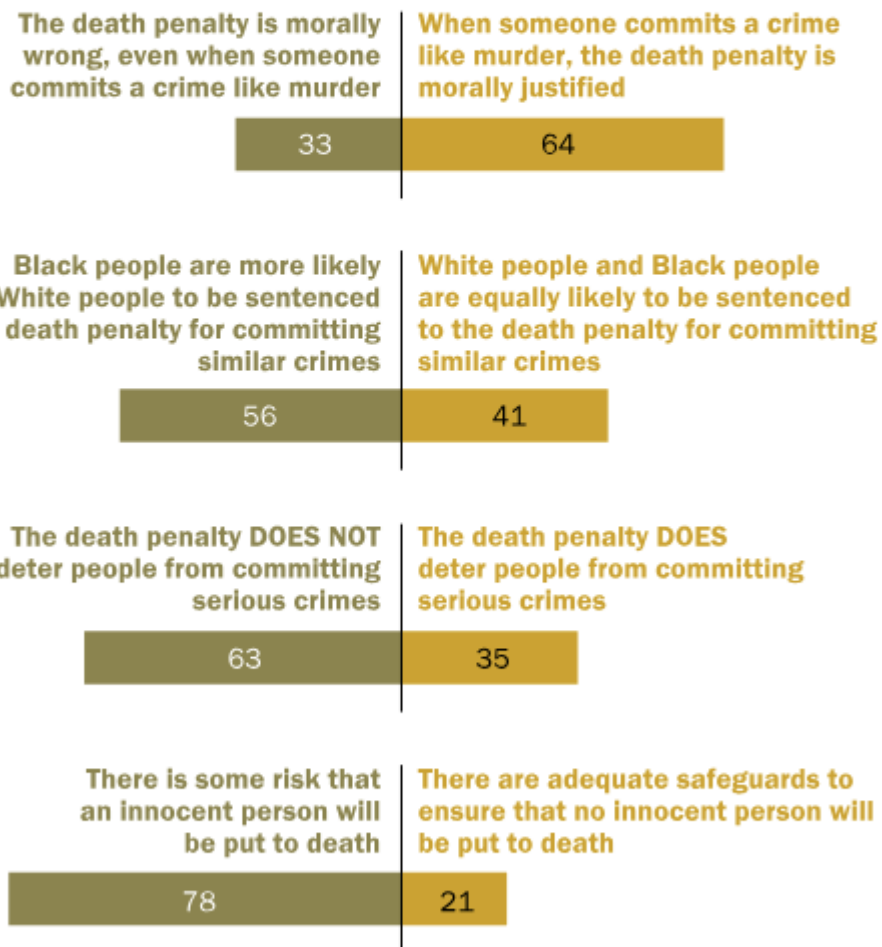 The death penalty is morally
wrong, even when someone
commits a crime like murder
When someone commits a crime
like murder, the death penalty is
morally justified
33
64
Black people are more likely
White people to be sentenced
death penalty for committing
similar crimes
White people and Black people
are equally likely to be sentenced
to the death penalty for committing
similar crimes
56
41
The death penalty DOES NOT
deter people from committing
serious crimes
The death penalty DOES
deter people from committing
serious crimes
63
35
There is some risk that
an innocent person will
be put to death
There are adequate safeguards to
ensure that no innocent person will
be put to death
78
21